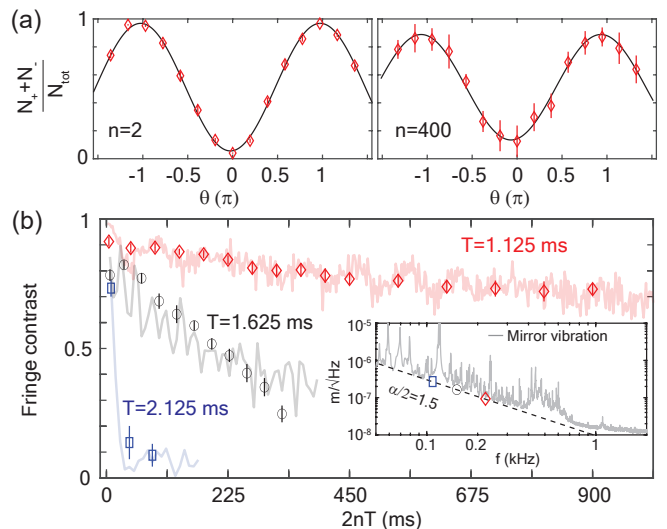 (a)
N₊+N₋
N_tot
1
0
n=2
n=400
-1 -0.5 0 0.5 1
-1 -0.5 0 0.5 1
θ (π)
θ (π)
(b)
Fringe contrast
1
0.5
0
T=1.125 ms
T=1.625 ms
T=2.125 ms
Mirror vibration
m/√Hz
10⁻⁵
10⁻⁶
10⁻⁷
10⁻⁸
α/2=1.5
0.1 0.2 1
f (kHz)
0 225 450 675 900
2nT (ms)